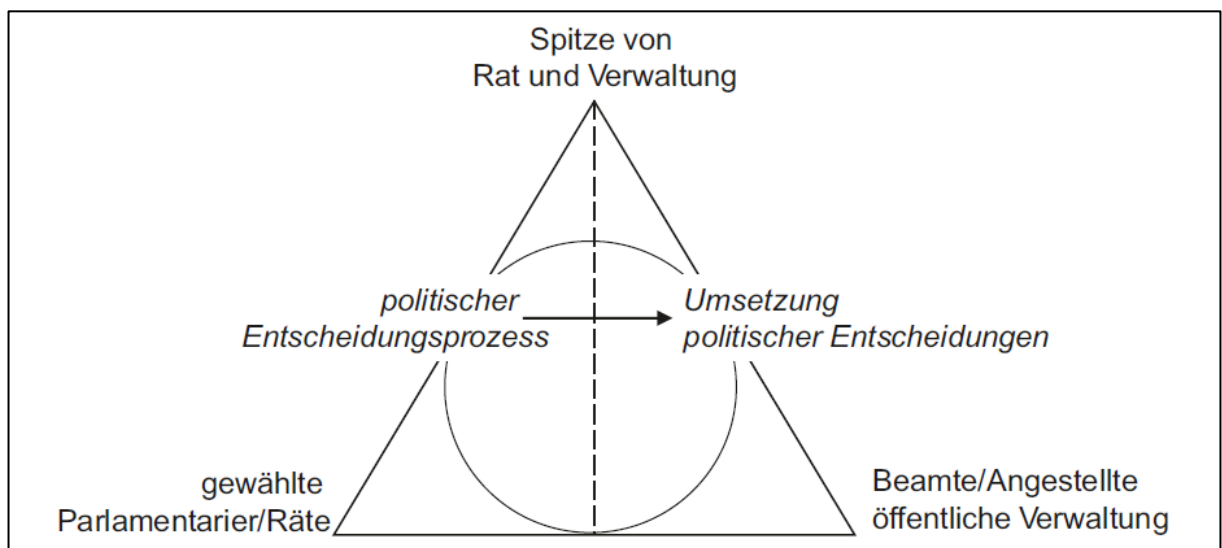 Spitze von
Rat und Verwaltung
politischer
Entscheidungsprozess
Umsetzung
politischer Entscheidungen
gewählte
Parlamentarier/Räte
Beamte/Angestellte
öffentliche Verwaltung